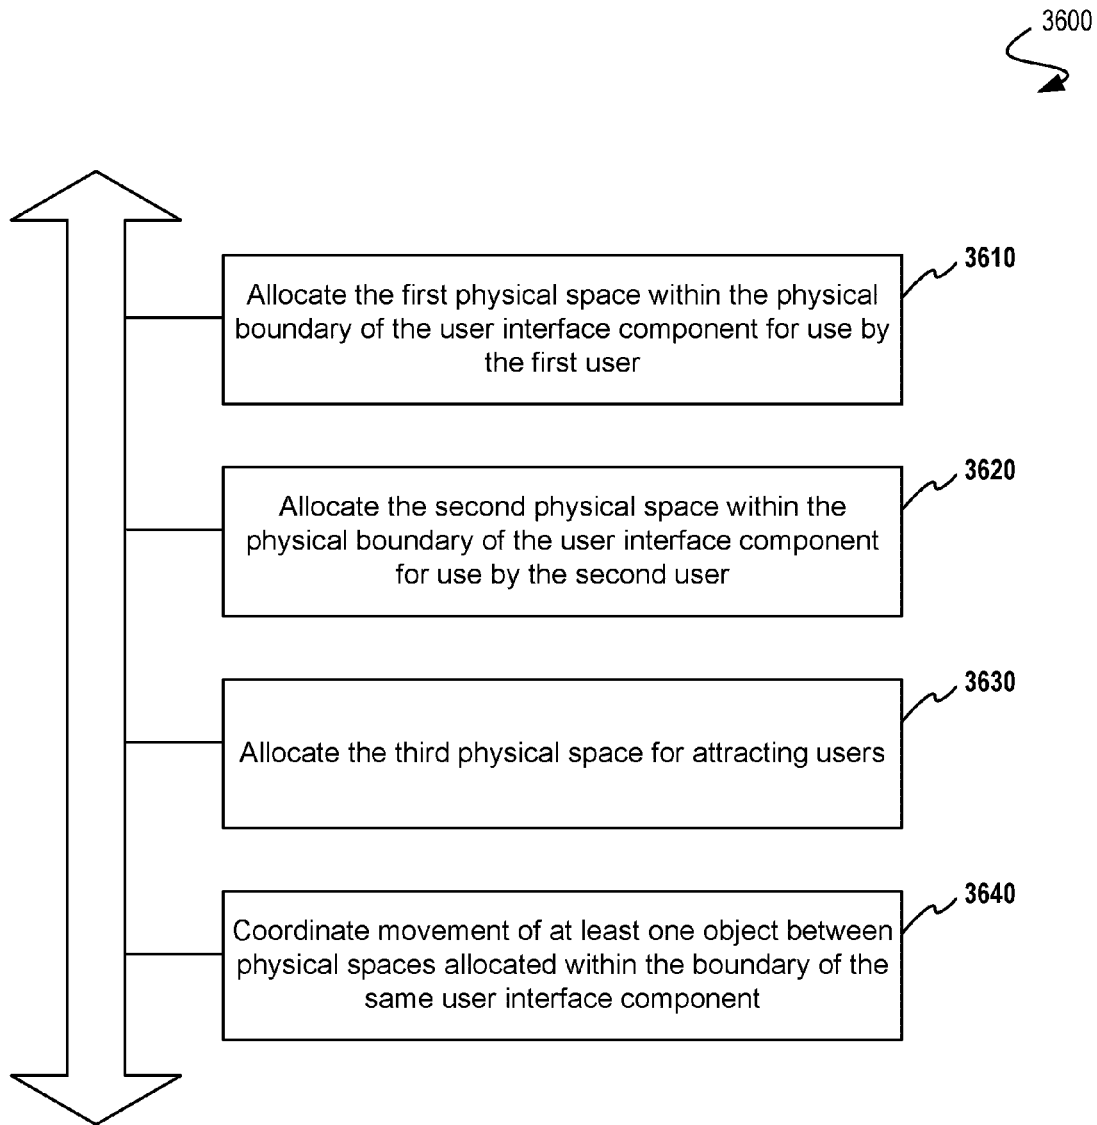 3600
3610
Allocate the first physical space within the physical
boundary of the user interface component for use by
the first user
3620
Allocate the second physical space within the
physical boundary of the user interface component
for use by the second user
3630
Allocate the third physical space for attracting users
3640
Coordinate movement of at least one object between
physical spaces allocated within the boundary of the
same user interface component